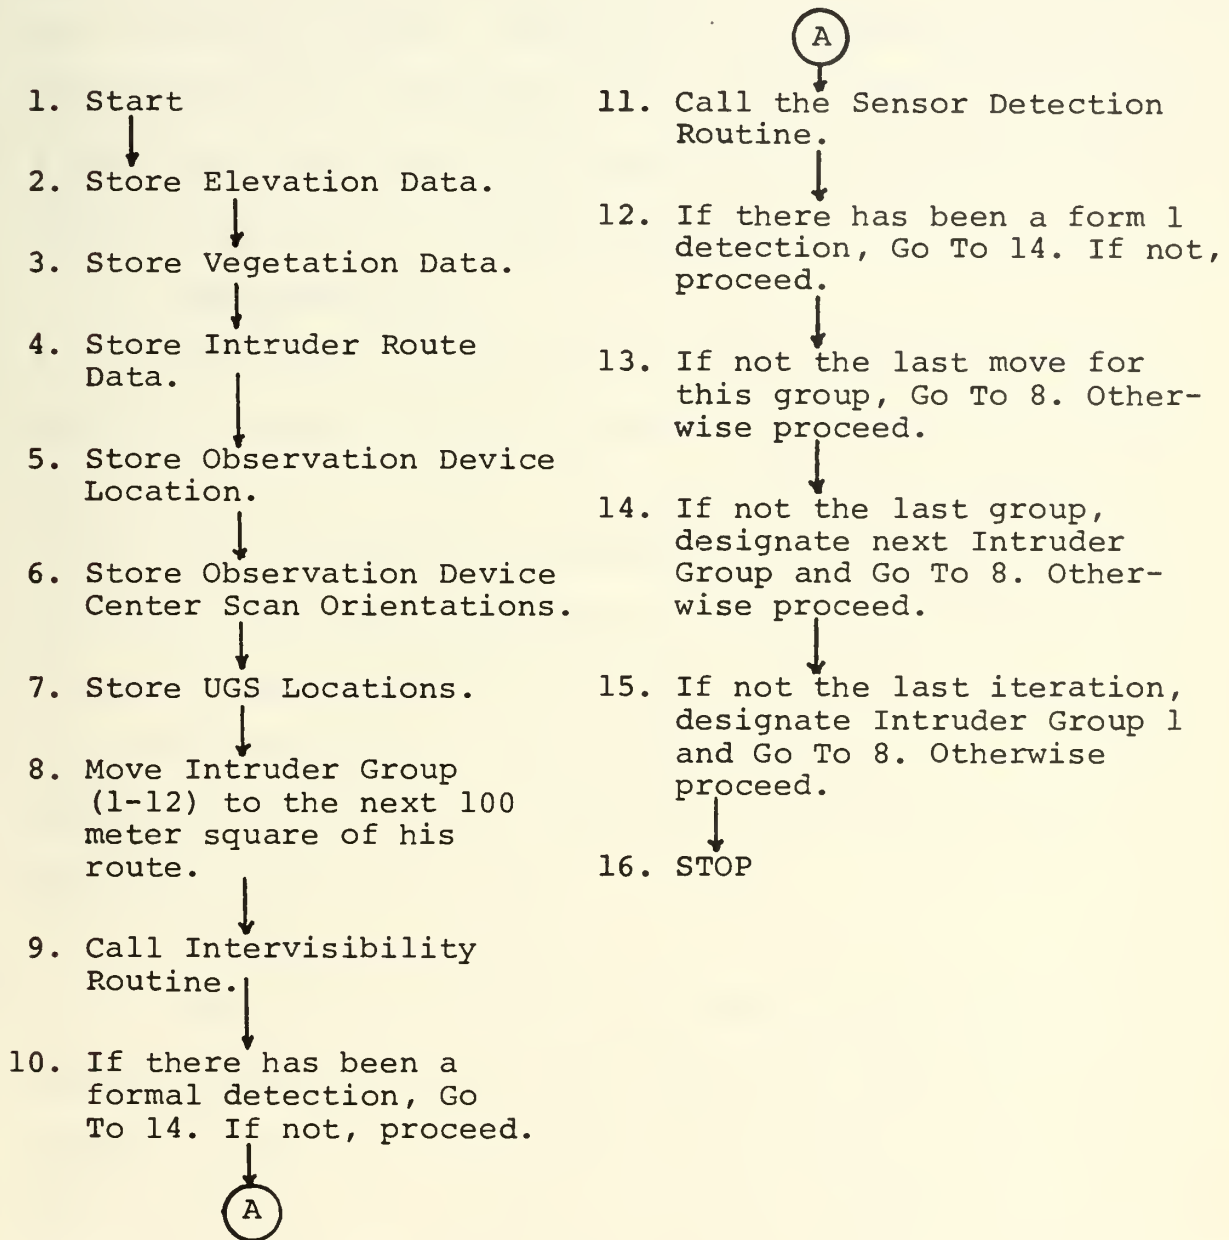 1. Start
2. Store Elevation Data.
3. Store Vegetation Data.
4. Store Intruder Route
Data.
5. Store Observation Device
Location.
6. Store Observation Device
Center Scan Orientations.
7. Store UGS Locations.
8. Move Intruder Group
(1-12) to the next 100
meter square of his
route.
9. Call Intervisibility
Routine.
10. If there has been a
formal detection, Go
To 14. If not, proceed.
A
A
11. Call the Sensor Detection
Routine.
12. If there has been a form 1
detection, Go To 14. If not,
proceed.
13. If not the last move for
this group, Go To 8. Other-
wise proceed.
14. If not the last group,
designate next Intruder
Group and Go To 8. Other-
wise proceed.
15. If not the last iteration,
designate Intruder Group 1
and Go To 8. Otherwise
proceed.
16. STOP